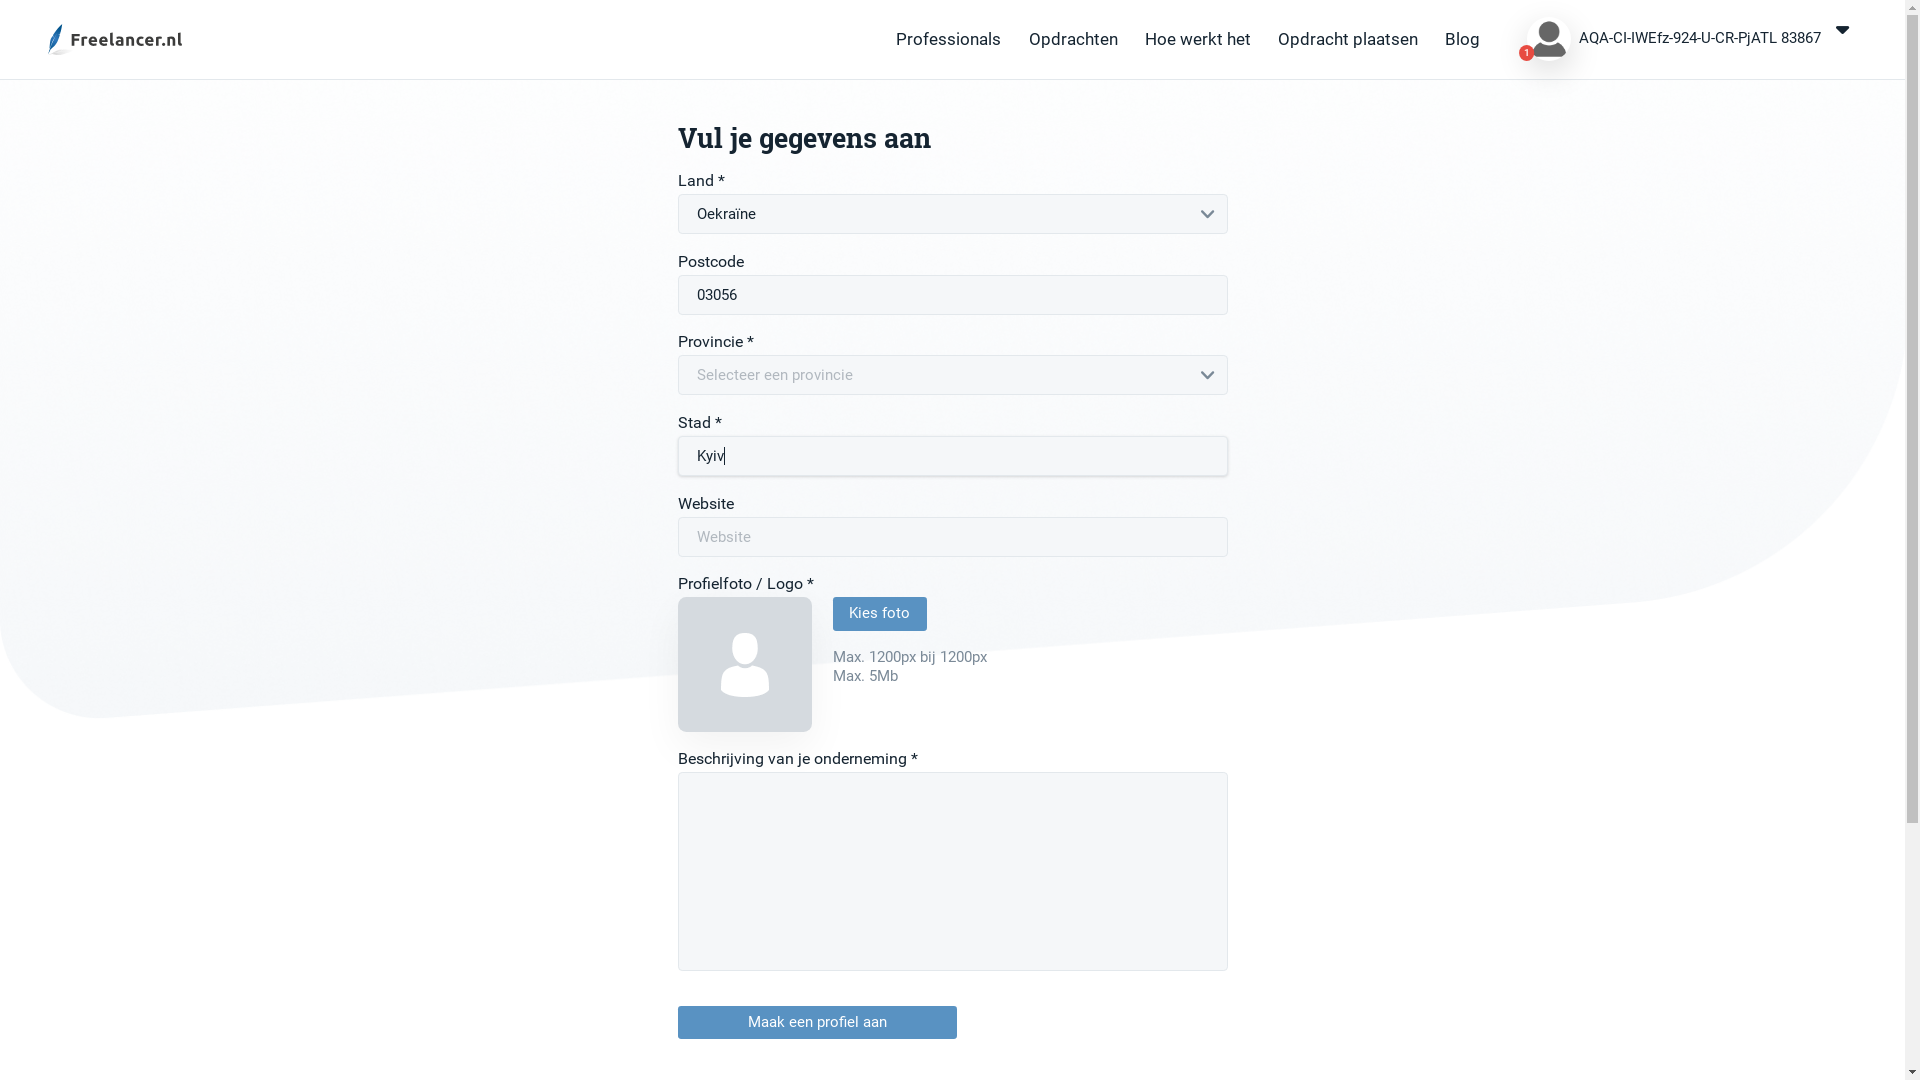 Freelancer.nl
Professionals Opdrachten Hoe werkt het Opdracht plaatsen Blog
1
AQA-CI-IWEfz-924-U-CR-PjATL 83867
Vul je gegevens aan
Land *
Oekraïne
Postcode
03056
Provincie *
Selecteer een provincie
Stad *
Kyiv
Website
Website
Profielfoto / Logo *
Kies foto
Max. 1200px bij 1200px
Max. 5Mb
Beschrijving van je onderneming *
Maak een profiel aan